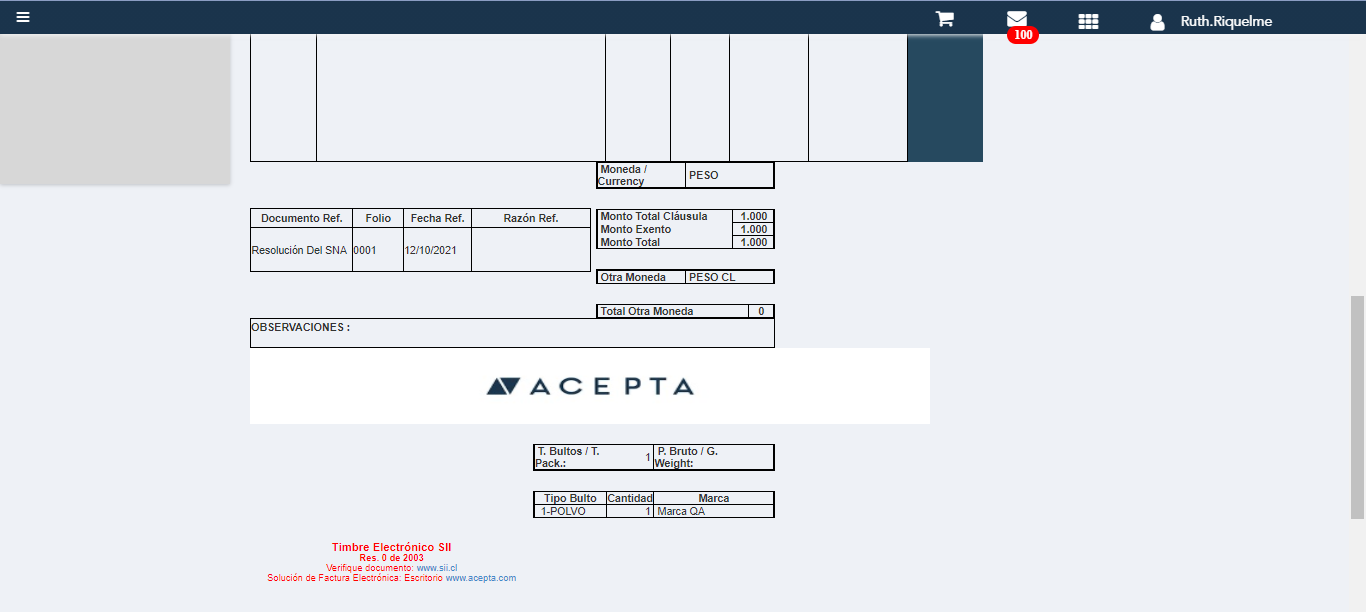 Ruth.Riquelme
100
Moneda /
Currency
PESO
Documento Ref. Folio Fecha Ref. Razón Ref.
Resolución Del SNA 0001 12/10/2021
Monto Total Cláusula 1.000
Monto Exento 1.000
Monto Total 1.000
Otra Moneda PESO CL
Total Otra Moneda 0
OBSERVACIONES :
ACEPTA
T. Bultos / T.
Pack.:
1
P. Bruto / G.
Weight:
Tipo Bulto Cantidad Marca
1-POLVO 1 Marca QA
Timbre Electrónico SII
Res. 0 de 2003
Verifique documento: www.sii.cl
Solución de Factura Electrónica: Escritorio www.acepta.com